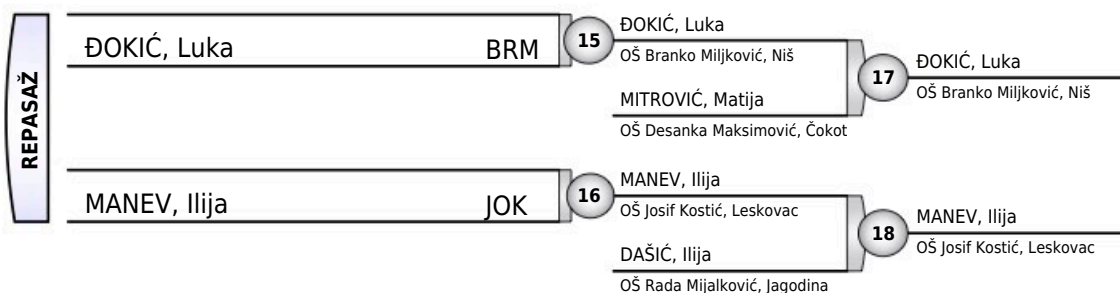 REPASAŽ
ĐOKIĆ, Luka BRM
15
ĐOKIĆ, Luka
OŠ Branko Miljković, Niš
MITROVIĆ, Matija
OŠ Desanka Maksimović, Čokot
17
ĐOKIĆ, Luka
OŠ Branko Miljković, Niš
MANEV, Ilija JOK
16
MANEV, Ilija
OŠ Josif Kostić, Leskovac
DAŠIĆ, Ilija
OŠ Rada Mijalković, Jagodina
18
MANEV, Ilija
OŠ Josif Kostić, Leskovac